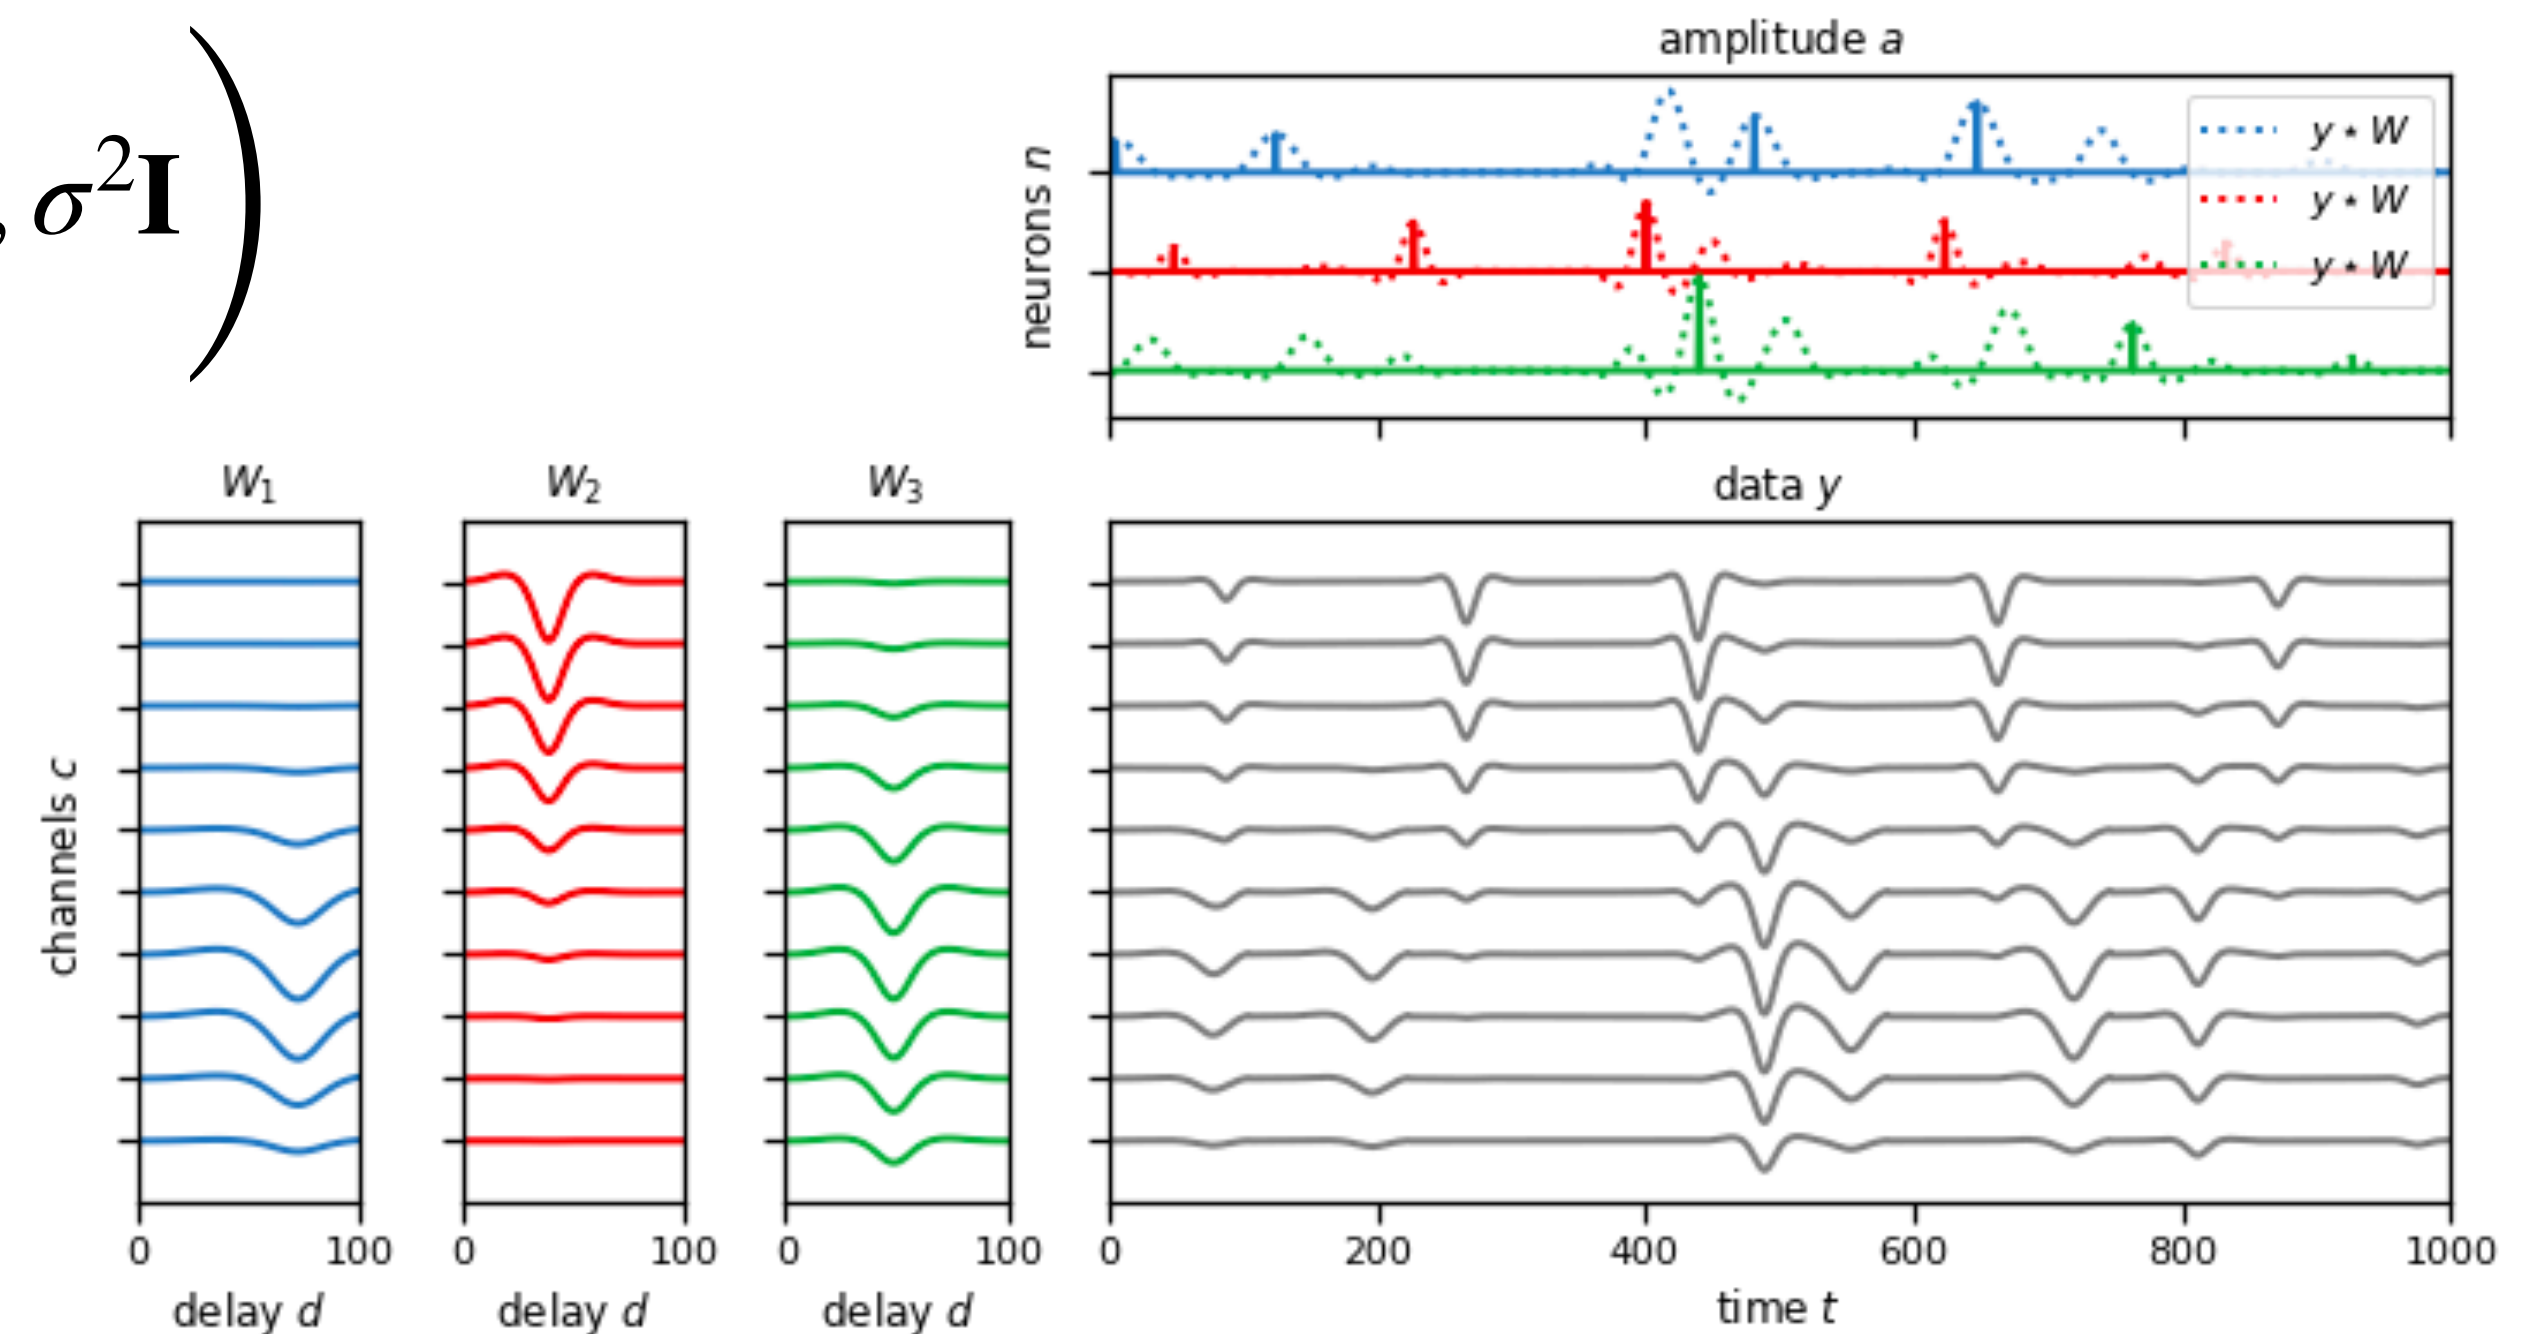 , σ²I )
amplitude a
neurons n
y ⋆ W
y ⋆ W
y ⋆ W
W₁
W₂
W₃
data y
channels c
0 100
0 100
0 100
0 200 400 600 800 1000
delay d
delay d
delay d
time t